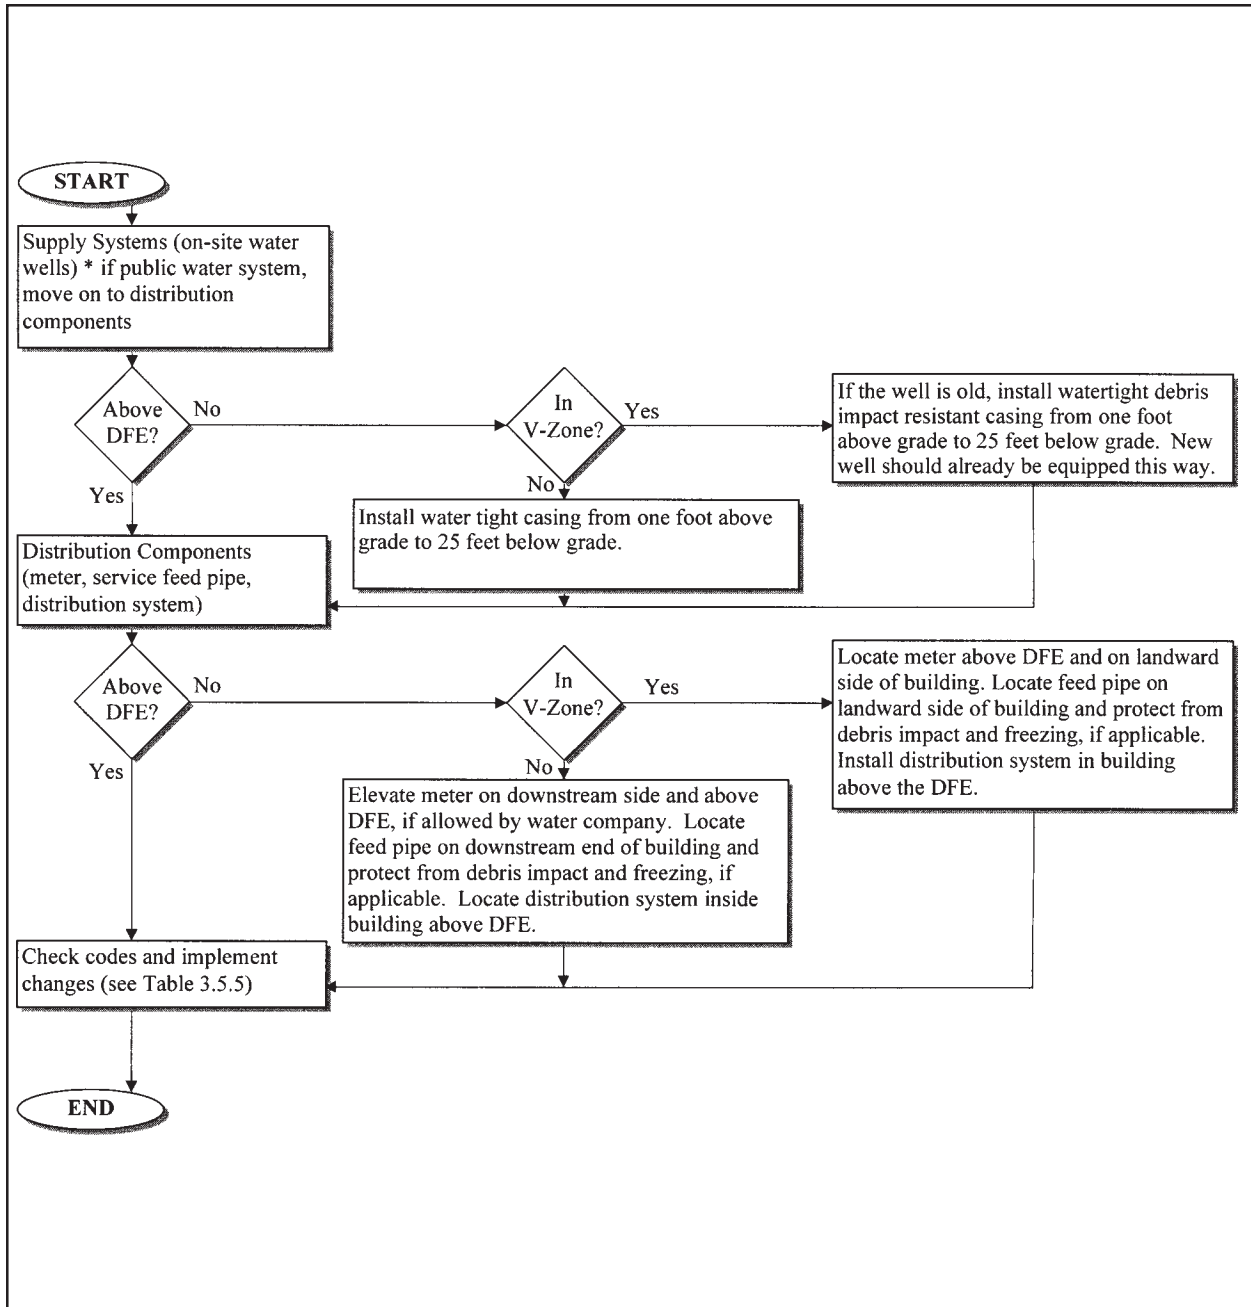 START
Supply Systems (on-site water
wells) * if public water system,
move on to distribution
components
Above
DFE?
No
In
V-Zone?
Yes
If the well is old, install watertight debris
impact resistant casing from one foot
above grade to 25 feet below grade.  New
well should already be equipped this way.
Yes
No
Install water tight casing from one foot above
grade to 25 feet below grade.
Distribution Components
(meter, service feed pipe,
distribution system)
Above
DFE?
No
In
V-Zone?
Yes
Locate meter above DFE and on landward
side of building. Locate feed pipe on
landward side of building and protect from
debris impact and freezing, if applicable.
Install distribution system in building
above the DFE.
Yes
No
Elevate meter on downstream side and above
DFE, if allowed by water company.  Locate
feed pipe on downstream end of building and
protect from debris impact and freezing, if
applicable.  Locate distribution system inside
building above DFE.
Check codes and implement
changes (see Table 3.5.5)
END